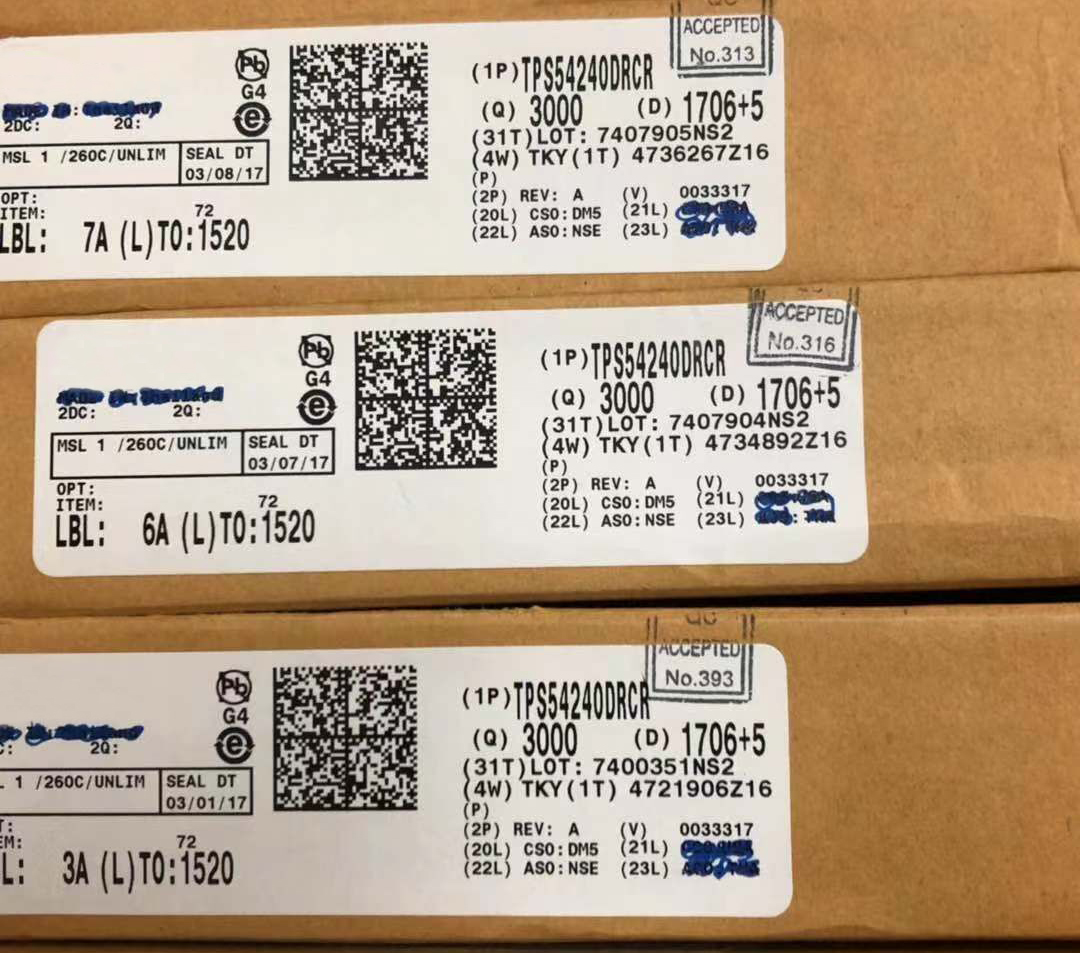 QC
ACCEPTED
No.313
Pb
G4
e
2DC: 2Q:
MSL 1 /260C/UNLIM SEAL DT
03/08/17
OPT:
ITEM: 72
LBL: 7A (L)TO:1520
(1P)TPS54240DRCR
(Q) 3000 (D) 1706+5
(31T)LOT: 7407905NS2
(4W) TKY(1T) 4736267Z16
(P)
(2P) REV: A (V) 0033317
(20L) CSO:DM5 (21L)
(22L) ASO:NSE (23L)
ACCEPTED
No.316
Pb
G4
e
2DC: 2Q:
MSL 1 /260C/UNLIM SEAL DT
03/07/17
OPT:
ITEM: 72
LBL: 6A (L)TO:1520
(1P)TPS54240DRCR
(Q) 3000 (D) 1706+5
(31T)LOT: 7407904NS2
(4W) TKY(1T) 4734892Z16
(P)
(2P) REV: A (V) 0033317
(20L) CSO:DM5 (21L)
(22L) ASO:NSE (23L)
QC
ACCEPTED
No.393
Pb
G4
e
C: 2Q:
L 1 /260C/UNLIM SEAL DT
03/01/17
T:
EM: 72
L: 3A (L)TO:1520
(1P)TPS54240DRCR
(Q) 3000 (D) 1706+5
(31T)LOT: 7400351NS2
(4W) TKY(1T) 4721906Z16
(P)
(2P) REV: A (V) 0033317
(20L) CSO:DM5 (21L)
(22L) ASO:NSE (23L)